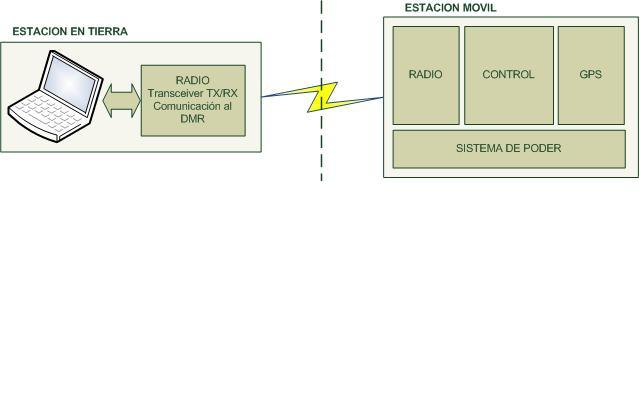 ESTACION EN TIERRA
RADIO
Transceiver TX/RX
Comunicación al
DMR
ESTACION MOVIL
RADIO
CONTROL
GPS
SISTEMA DE PODER